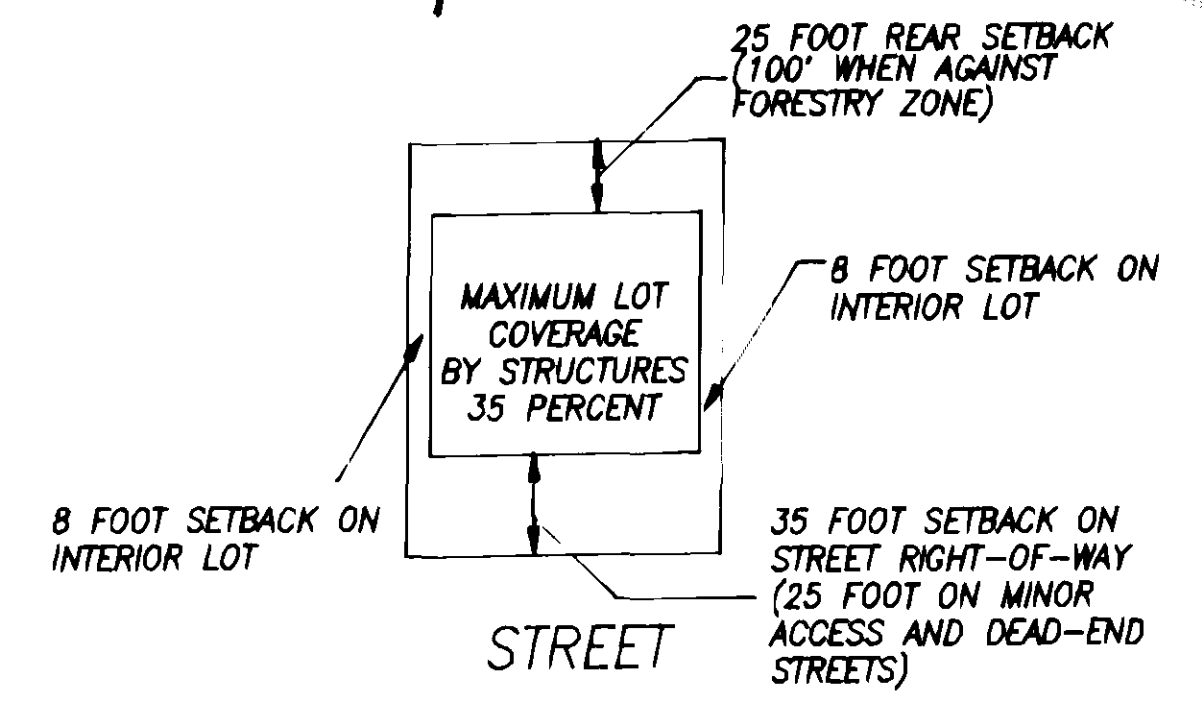 25 FOOT REAR SETBACK
(100' WHEN AGAINST
FORESTRY ZONE)
8 FOOT SETBACK ON
INTERIOR LOT
MAXIMUM LOT
COVERAGE
BY STRUCTURES
35 PERCENT
8 FOOT SETBACK ON
INTERIOR LOT
35 FOOT SETBACK ON
STREET RIGHT-OF-WAY
(25 FOOT ON MINOR
ACCESS AND DEAD-END
STREETS)
STREET